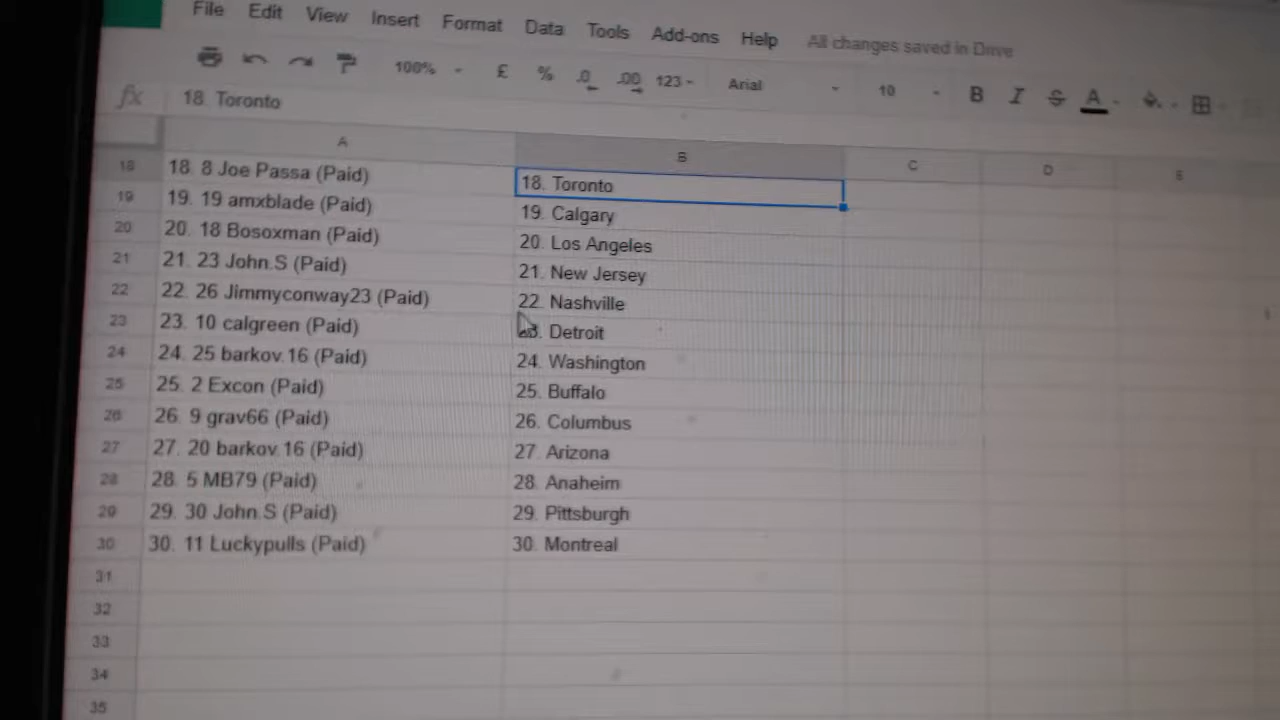 File Edit View Insert Format Data Tools Add-ons Help All changes saved in Drive
100% £ % .0 .00 123 Arial 10 B I S A
fx 18. Toronto
A B C D E
18 18. 8 Joe Passa (Paid) 18. Toronto
19 19. 19 amxblade (Paid) 19. Calgary
20 20. 18 Bosoxman (Paid) 20. Los Angeles
21 21. 23 John.S (Paid) 21. New Jersey
22 22. 26 Jimmyconway23 (Paid) 22. Nashville
23 23. 10 calgreen (Paid) 23. Detroit
24 24. 25 barkov.16 (Paid) 24. Washington
25 25. 2 Excon (Paid) 25. Buffalo
26 26. 9 grav66 (Paid) 26. Columbus
27 27. 20 barkov.16 (Paid) 27. Arizona
28 28. 5 MB79 (Paid) 28. Anaheim
29 29. 30 John.S (Paid) 29. Pittsburgh
30 30. 11 Luckypulls (Paid) 30. Montreal
31
32
33
34
35